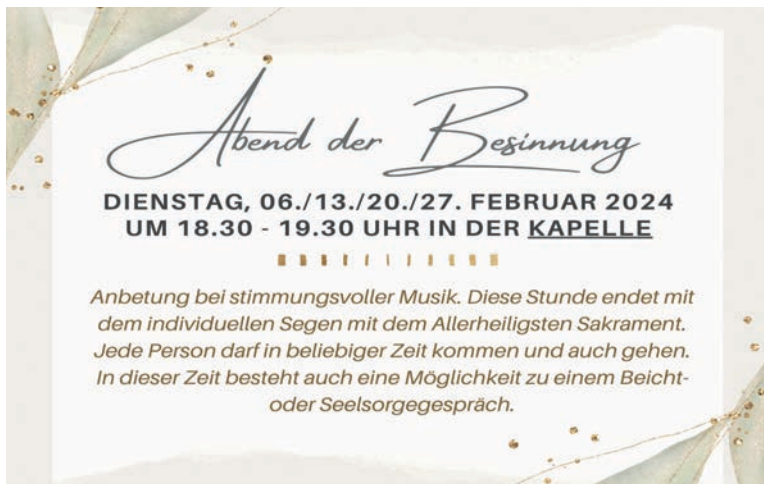 Abend der Besinnung
DIENSTAG, 06./13./20./27. FEBRUAR 2024
UM 18.30 - 19.30 UHR IN DER KAPELLE
Anbetung bei stimmungsvoller Musik. Diese Stunde endet mit
dem individuellen Segen mit dem Allerheiligsten Sakrament.
Jede Person darf in beliebiger Zeit kommen und auch gehen.
In dieser Zeit besteht auch eine Möglichkeit zu einem Beicht-
oder Seelsorgegespräch.